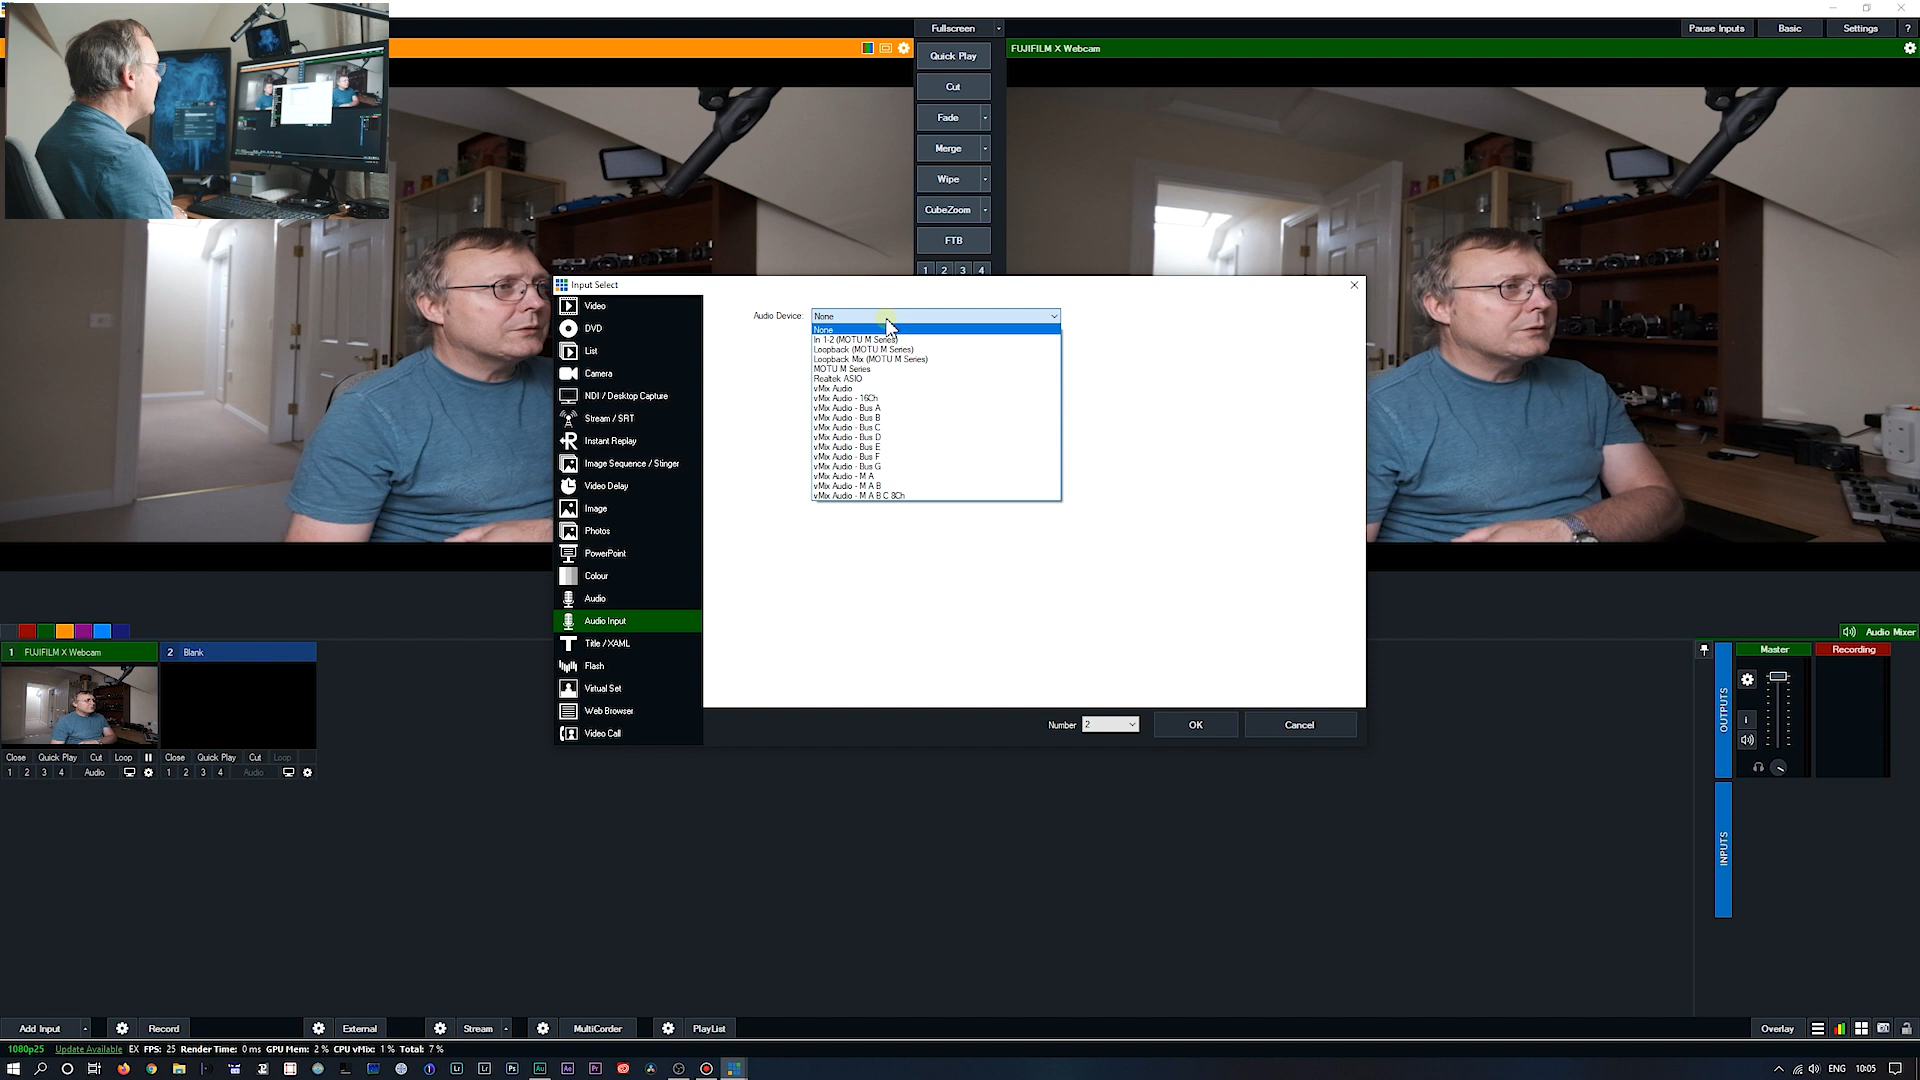 Fullscreen
Pause Inputs
Basic
Settings
?
FUJIFILM X Webcam
Quick Play
Cut
Fade
Merge
Wipe
CubeZoom
FTB
1 2 3 4
Input Select
Video
DVD
List
Camera
NDI / Desktop Capture
Stream / SRT
Instant Replay
Image Sequence / Stinger
Video Delay
Image
Photos
PowerPoint
Colour
Audio
Audio Input
Title / XAML
Flash
Virtual Set
Web Browser
Video Call
Audio Device: None
None
In 1-2 (MOTU M Series)
Loopback (MOTU M Series)
Loopback Mix (MOTU M Series)
MOTU M Series
Realtek ASIO
vMix Audio
vMix Audio - 16Ch
vMix Audio - Bus A
vMix Audio - Bus B
vMix Audio - Bus C
vMix Audio - Bus D
vMix Audio - Bus E
vMix Audio - Bus F
vMix Audio - Bus G
vMix Audio - M A
vMix Audio - M A B
vMix Audio - M A B C 8Ch
Number 2
OK
Cancel
1 FUJIFILM X Webcam
2 Blank
Close Quick Play Cut Loop
1 2 3 4 Audio
Close Quick Play Cut Loop
1 2 3 4 Audio
Audio Mixer
Master
Recording
OUTPUTS
INPUTS
Add Input
Record
External
Stream
MultiCorder
PlayList
Overlay
1080p25 Update Available EX FPS: 25 Render Time: 0 ms GPU Mem: 2 % CPU vMix: 1 % Total: 7 %
ENG 10:05